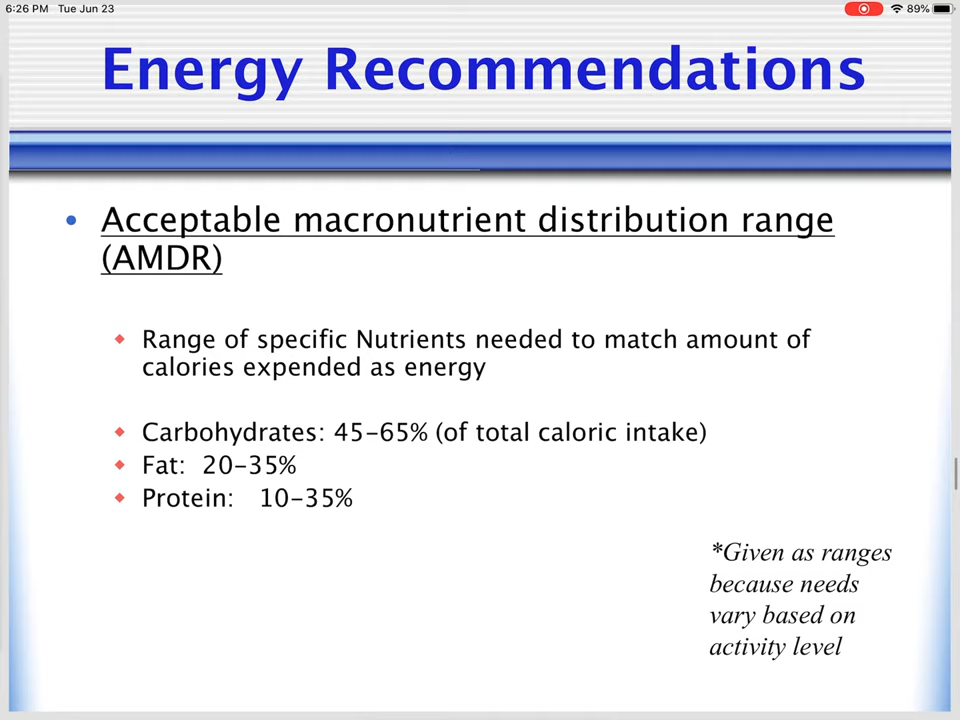 6:26 PM Tue Jun 23
89%
Energy Recommendations
• Acceptable macronutrient distribution range
(AMDR)
Range of specific Nutrients needed to match amount of
calories expended as energy
Carbohydrates: 45-65% (of total caloric intake)
Fat: 20-35%
Protein: 10-35%
*Given as ranges
because needs
vary based on
activity level